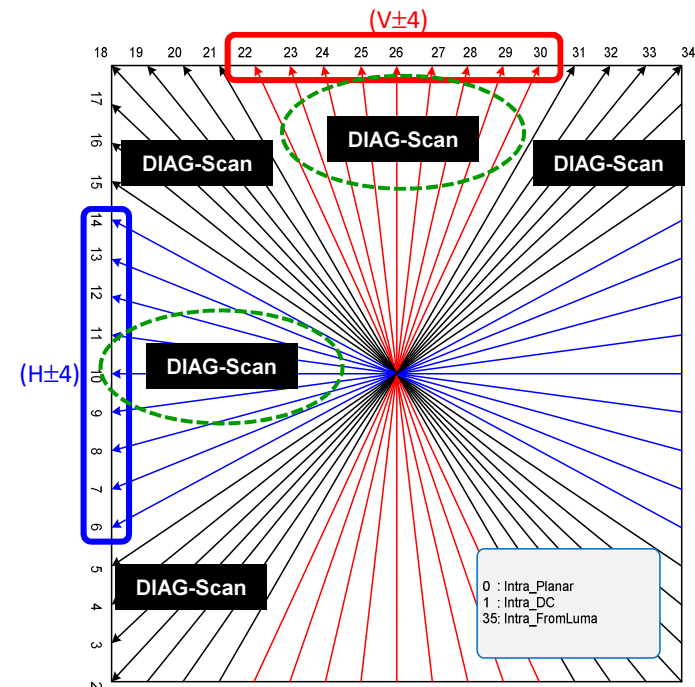 (V±4)
18 19 20 21 22 23 24 25 26 27 28 29 30 31 32 33 34
17
16
15
14
13
12
11
10
9
8
7
6
5
4
3
2
DIAG-Scan
DIAG-Scan
DIAG-Scan
(H±4)
DIAG-Scan
DIAG-Scan
0 : Intra_Planar
1 : Intra_DC
35: Intra_FromLuma